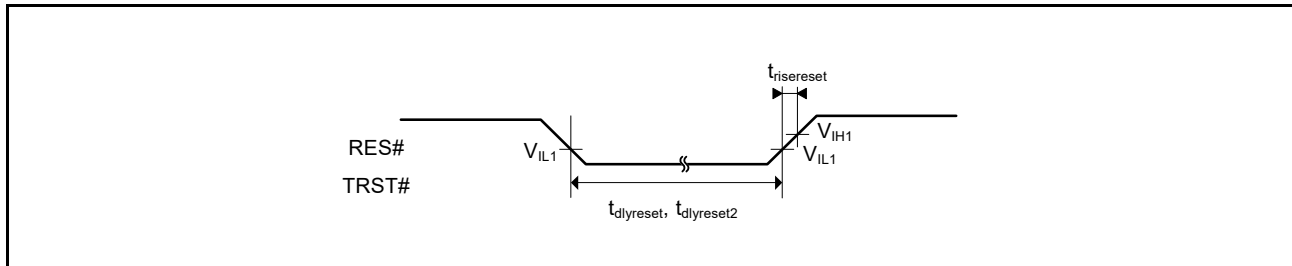 t_risereset
V_IH1
RES#
V_IL1
V_IL1
TRST#
t_dlyreset, t_dlyreset2